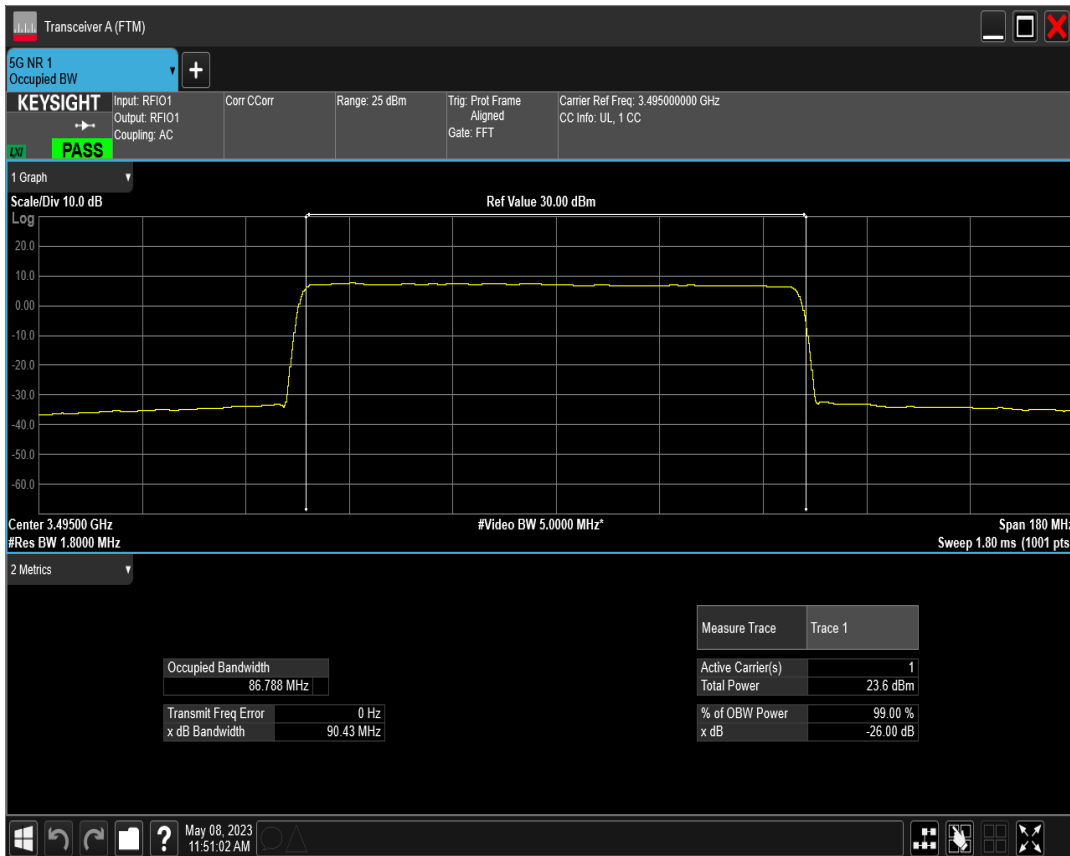 Transceiver A (FTM)
5G NR 1
Occupied BW
+
KEYSIGHT
LXI
PASS
Input: RFIO1
Output: RFIO1
Coupling: AC
Corr CCorr
Range: 25 dBm
Trig: Prot Frame
Aligned
Gate: FFT
Carrier Ref Freq: 3.495000000 GHz
CC Info: UL, 1 CC
1 Graph
Scale/Div 10.0 dB
Ref Value 30.00 dBm
Log
20.0
10.0
0.00
-10.0
-20.0
-30.0
-40.0
-50.0
-60.0
Center 3.49500 GHz
#Video BW 5.0000 MHz*
Span 180 MHz
#Res BW 1.8000 MHz
Sweep 1.80 ms (1001 pts
2 Metrics
Measure Trace Trace 1
Occupied Bandwidth
86.788 MHz
Active Carrier(s) 1
Total Power 23.6 dBm
Transmit Freq Error 0 Hz
x dB Bandwidth 90.43 MHz
% of OBW Power 99.00 %
x dB -26.00 dB
?
May 08, 2023
11:51:02 AM